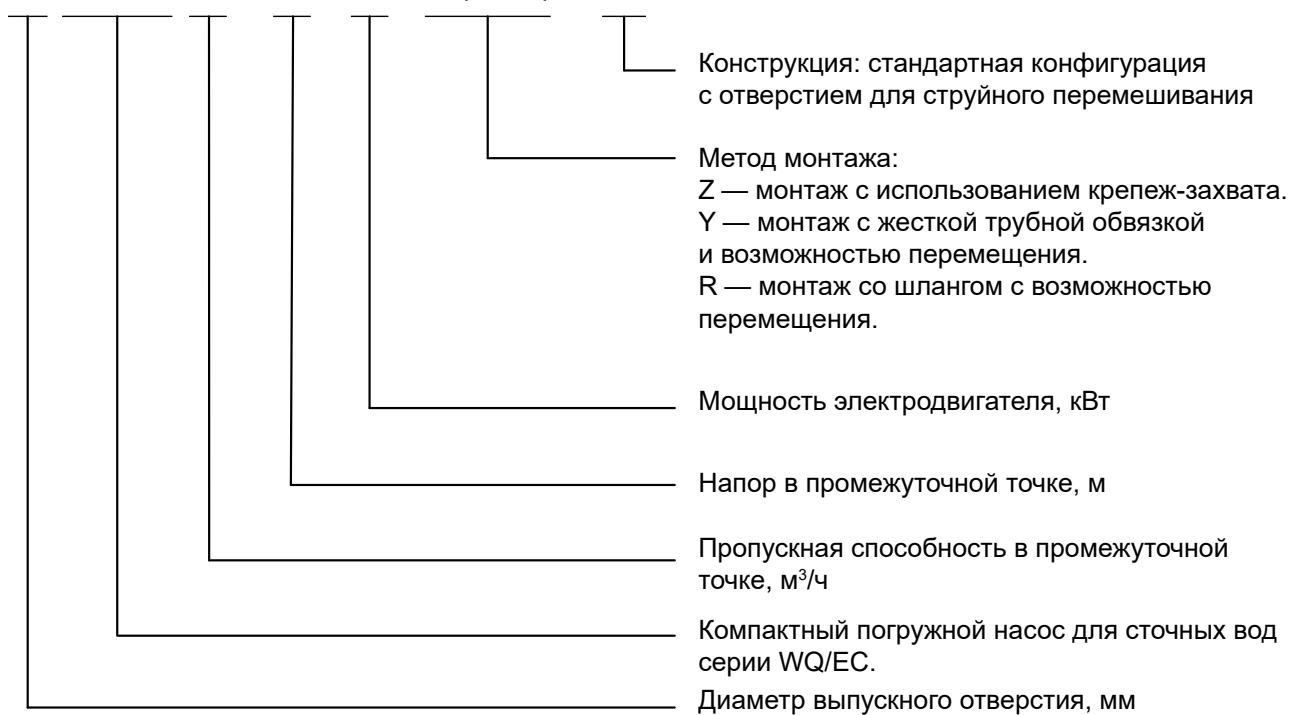 Конструкция: стандартная конфигурация
с отверстием для струйного перемешивания
Метод монтажа:
Z — монтаж с использованием крепеж-захвата.
Y — монтаж с жесткой трубной обвязкой
и возможностью перемещения.
R — монтаж со шлангом с возможностью
перемещения.
Мощность электродвигателя, кВт
Напор в промежуточной точке, м
Пропускная способность в промежуточной
точке, м³/ч
Компактный погружной насос для сточных вод
серии WQ/EC.
Диаметр выпускного отверстия, мм